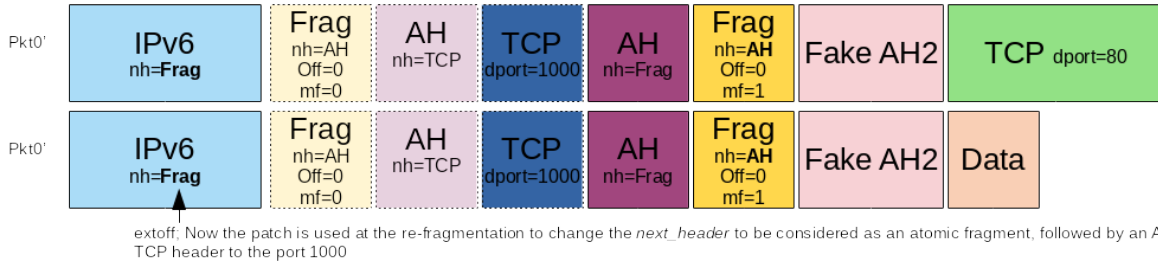 Pkt0'
IPv6
nh=Frag
Frag
nh=AH
Off=0
mf=0
AH
nh=TCP
TCP
dport=1000
AH
nh=Frag
Frag
nh=AH
Off=0
mf=1
Fake AH2
TCP dport=80
Pkt0'
IPv6
nh=Frag
Frag
nh=AH
Off=0
mf=0
AH
nh=TCP
TCP
dport=1000
AH
nh=Frag
Frag
nh=AH
Off=0
mf=1
Fake AH2
Data
extoff; Now the patch is used at the re-fragmentation to change the next_header to be considered as an atomic fragment, followed by an A
TCP header to the port 1000